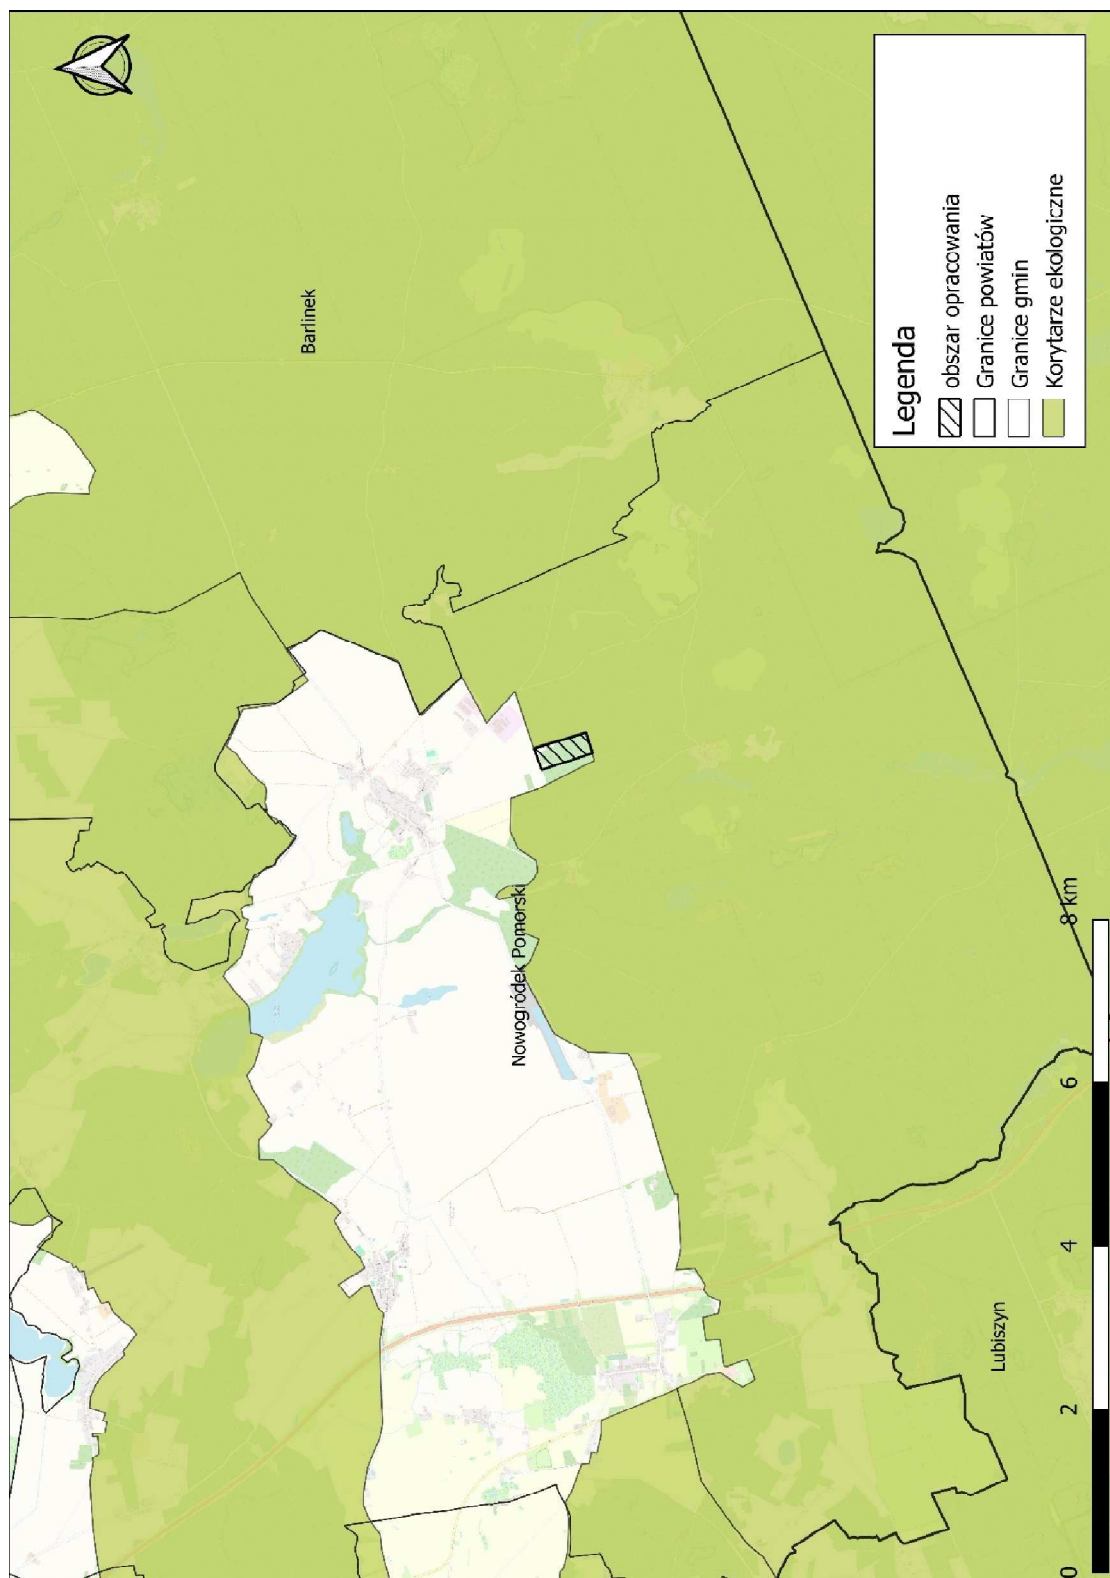 Barlinek
Nowogródek Pomorski
Lubiszyn
Legenda
obszar opracowania
Granice powiatów
Granice gmin
Korytarze ekologiczne
0 2 4 6 8 km